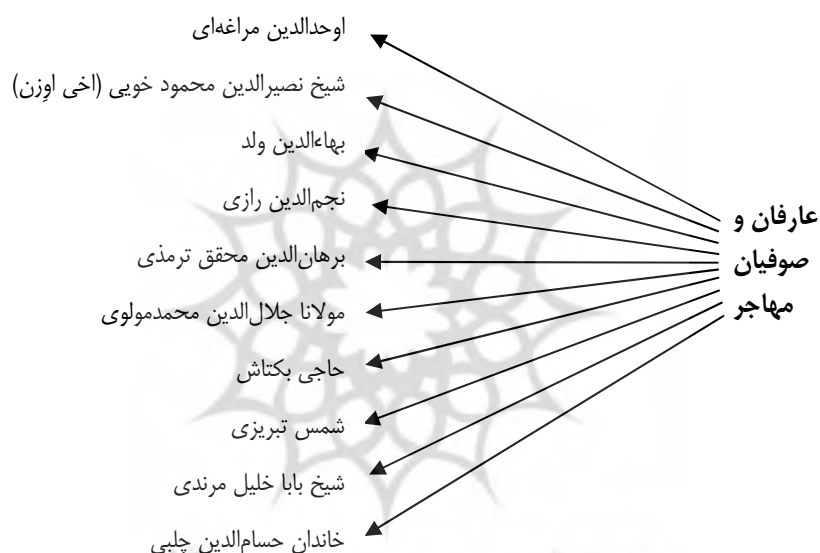 عارفان و
صوفیان
مهاجر
اوحدالدین مراغه‌ای
شیخ نصیرالدین محمود خویی (اخی اوِزن)
بهاءالدین ولد
نجم‌الدین رازی
برهان‌الدین محقق ترمذی
مولانا جلال‌الدین محمدمولوی
حاجی بکتاش
شمس تبریزی
شیخ بابا خلیل مرندی
خاندان حسام‌الدین چلبی